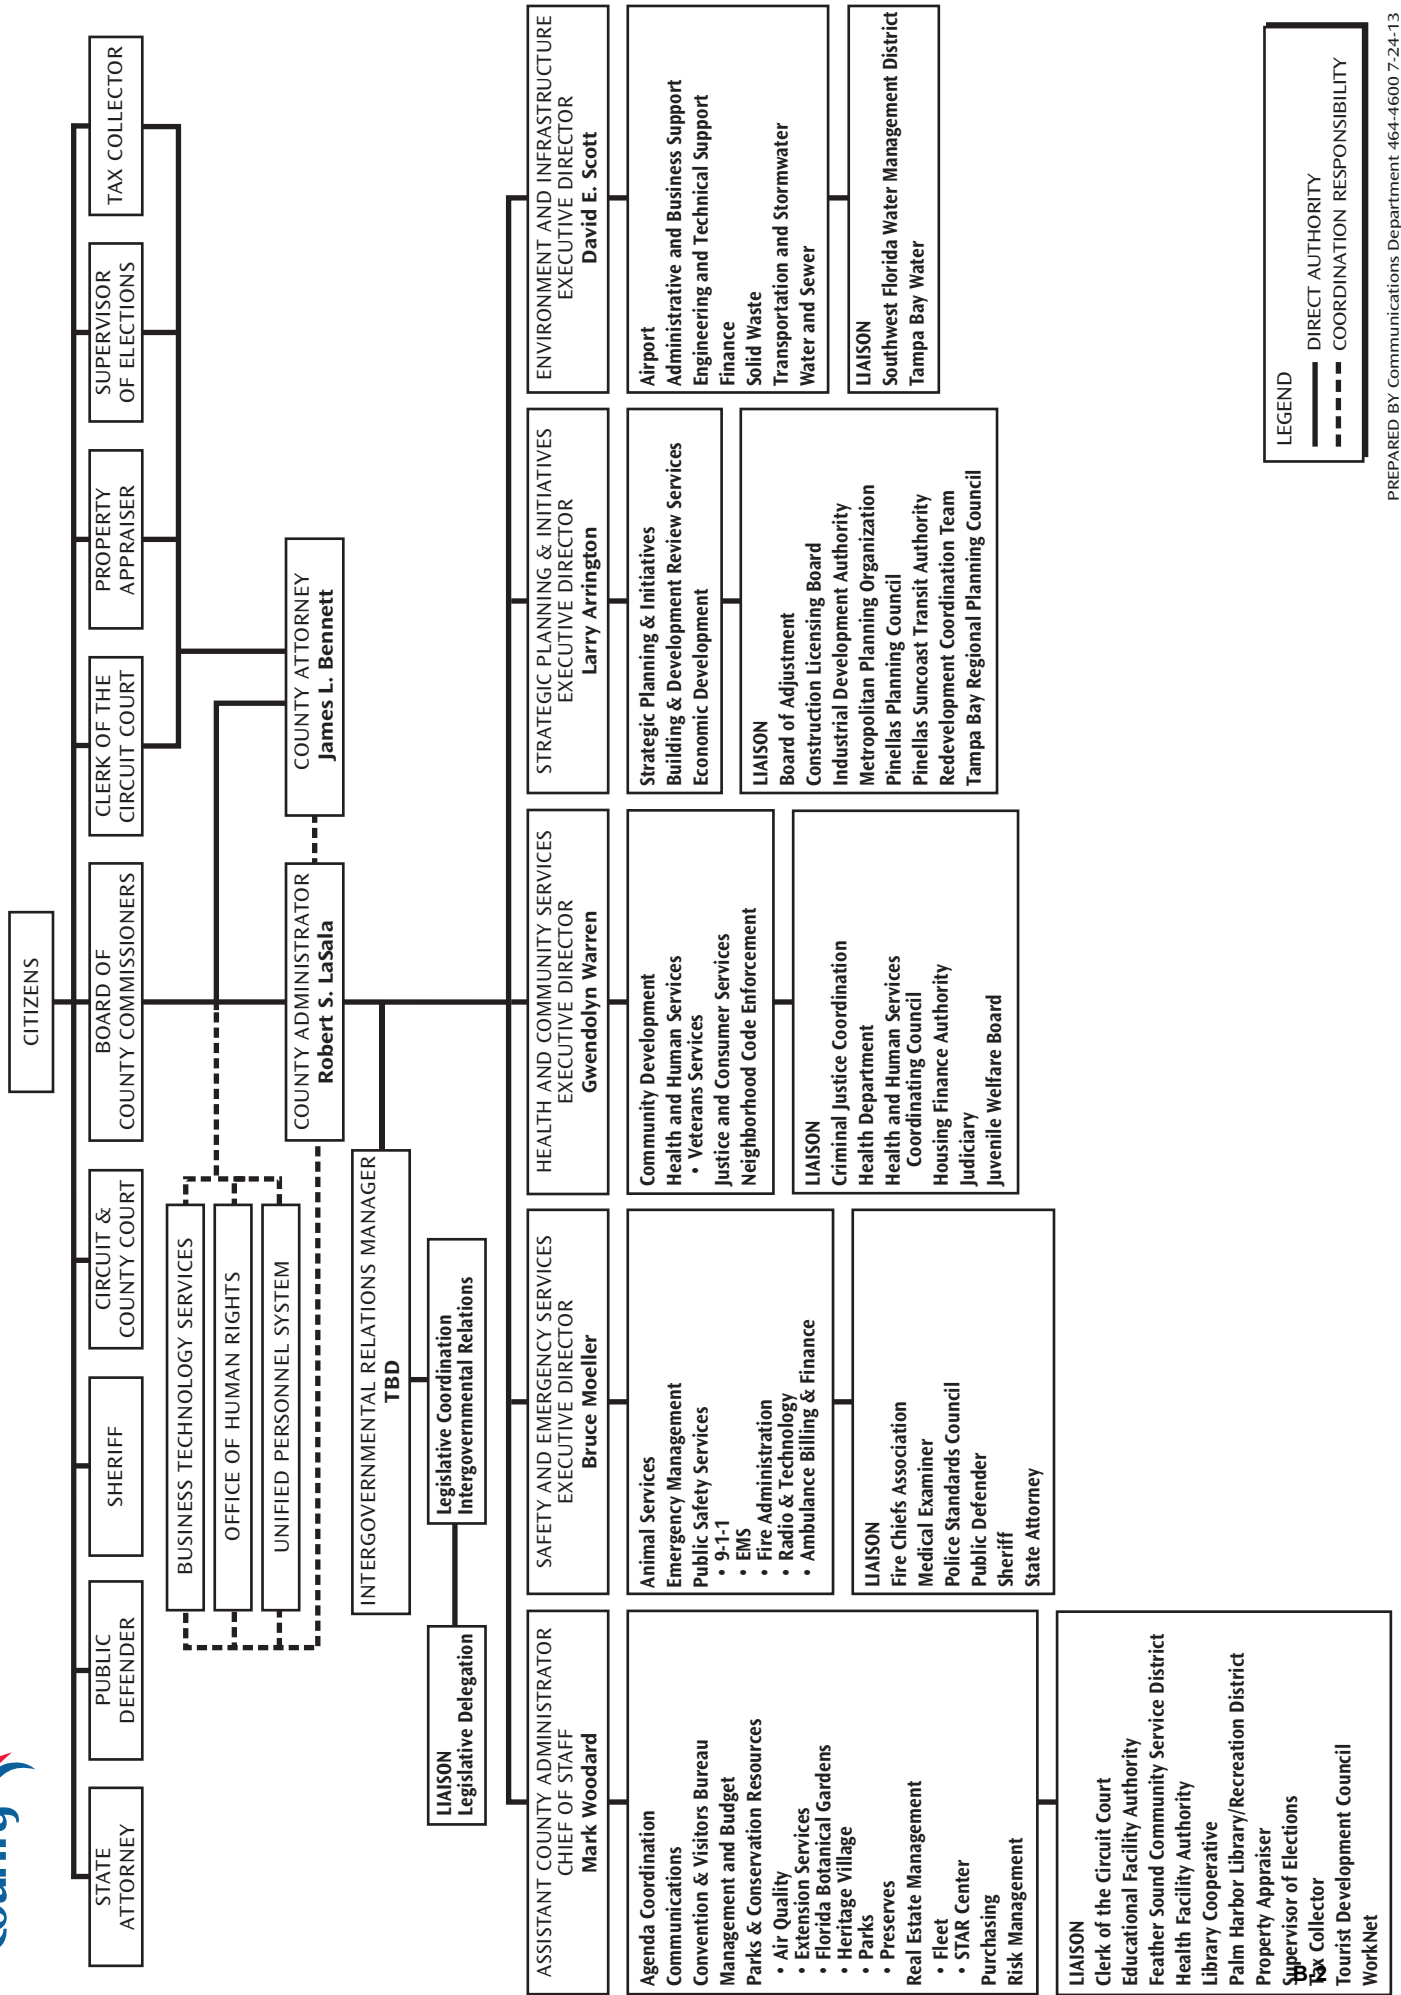 County
CITIZENS
STATE
ATTORNEY
PUBLIC
DEFENDER
SHERIFF
CIRCUIT &
COUNTY COURT
BOARD OF
COUNTY COMMISSIONERS
CLERK OF THE
CIRCUIT COURT
PROPERTY
APPRAISER
SUPERVISOR
OF ELECTIONS
TAX COLLECTOR
BUSINESS TECHNOLOGY SERVICES
OFFICE OF HUMAN RIGHTS
UNIFIED PERSONNEL SYSTEM
COUNTY ADMINISTRATOR
Robert S. LaSala
COUNTY ATTORNEY
James L. Bennett
INTERGOVERNMENTAL RELATIONS MANAGER
TBD
LIAISON
Legislative Delegation
Legislative Coordination
Intergovernmental Relations
ASSISTANT COUNTY ADMINISTRATOR
CHIEF OF STAFF
Mark Woodard
Agenda Coordination
Communications
Convention & Visitors Bureau
Management and Budget
Parks & Conservation Resources
• Air Quality
• Extension Services
• Florida Botanical Gardens
• Heritage Village
• Parks
• Preserves
Real Estate Management
• Fleet
• STAR Center
Purchasing
Risk Management
LIAISON
Clerk of the Circuit Court
Educational Facility Authority
Feather Sound Community Service District
Health Facility Authority
Library Cooperative
Palm Harbor Library/Recreation District
Property Appraiser
Supervisor of Elections
Tax Collector
Tourist Development Council
WorkNet
SAFETY AND EMERGENCY SERVICES
EXECUTIVE DIRECTOR
Bruce Moeller
Animal Services
Emergency Management
Public Safety Services
• 9-1-1
• EMS
• Fire Administration
• Radio & Technology
• Ambulance Billing & Finance
LIAISON
Fire Chiefs Association
Medical Examiner
Police Standards Council
Public Defender
Sheriff
State Attorney
HEALTH AND COMMUNITY SERVICES
EXECUTIVE DIRECTOR
Gwendolyn Warren
Community Development
Health and Human Services
• Veterans Services
Justice and Consumer Services
Neighborhood Code Enforcement
LIAISON
Criminal Justice Coordination
Health Department
Health and Human Services
Coordinating Council
Housing Finance Authority
Judiciary
Juvenile Welfare Board
STRATEGIC PLANNING & INITIATIVES
EXECUTIVE DIRECTOR
Larry Arrington
Strategic Planning & Initiatives
Building & Development Review Services
Economic Development
LIAISON
Board of Adjustment
Construction Licensing Board
Industrial Development Authority
Metropolitan Planning Organization
Pinellas Planning Council
Pinellas Suncoast Transit Authority
Redevelopment Coordination Team
Tampa Bay Regional Planning Council
ENVIRONMENT AND INFRASTRUCTURE
EXECUTIVE DIRECTOR
David E. Scott
Airport
Administrative and Business Support
Engineering and Technical Support
Finance
Solid Waste
Transportation and Stormwater
Water and Sewer
LIAISON
Southwest Florida Water Management District
Tampa Bay Water
LEGEND
DIRECT AUTHORITY
COORDINATION RESPONSIBILITY
PREPARED BY Communications Department 464-4600 7-24-13
B-2